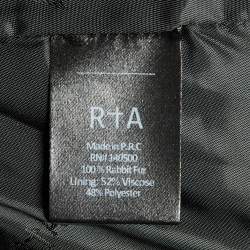 R†A
Made in P.R.C
RN# 140500
100% Rabbit Fur
Lining: 52% Viscose
48% Polyester